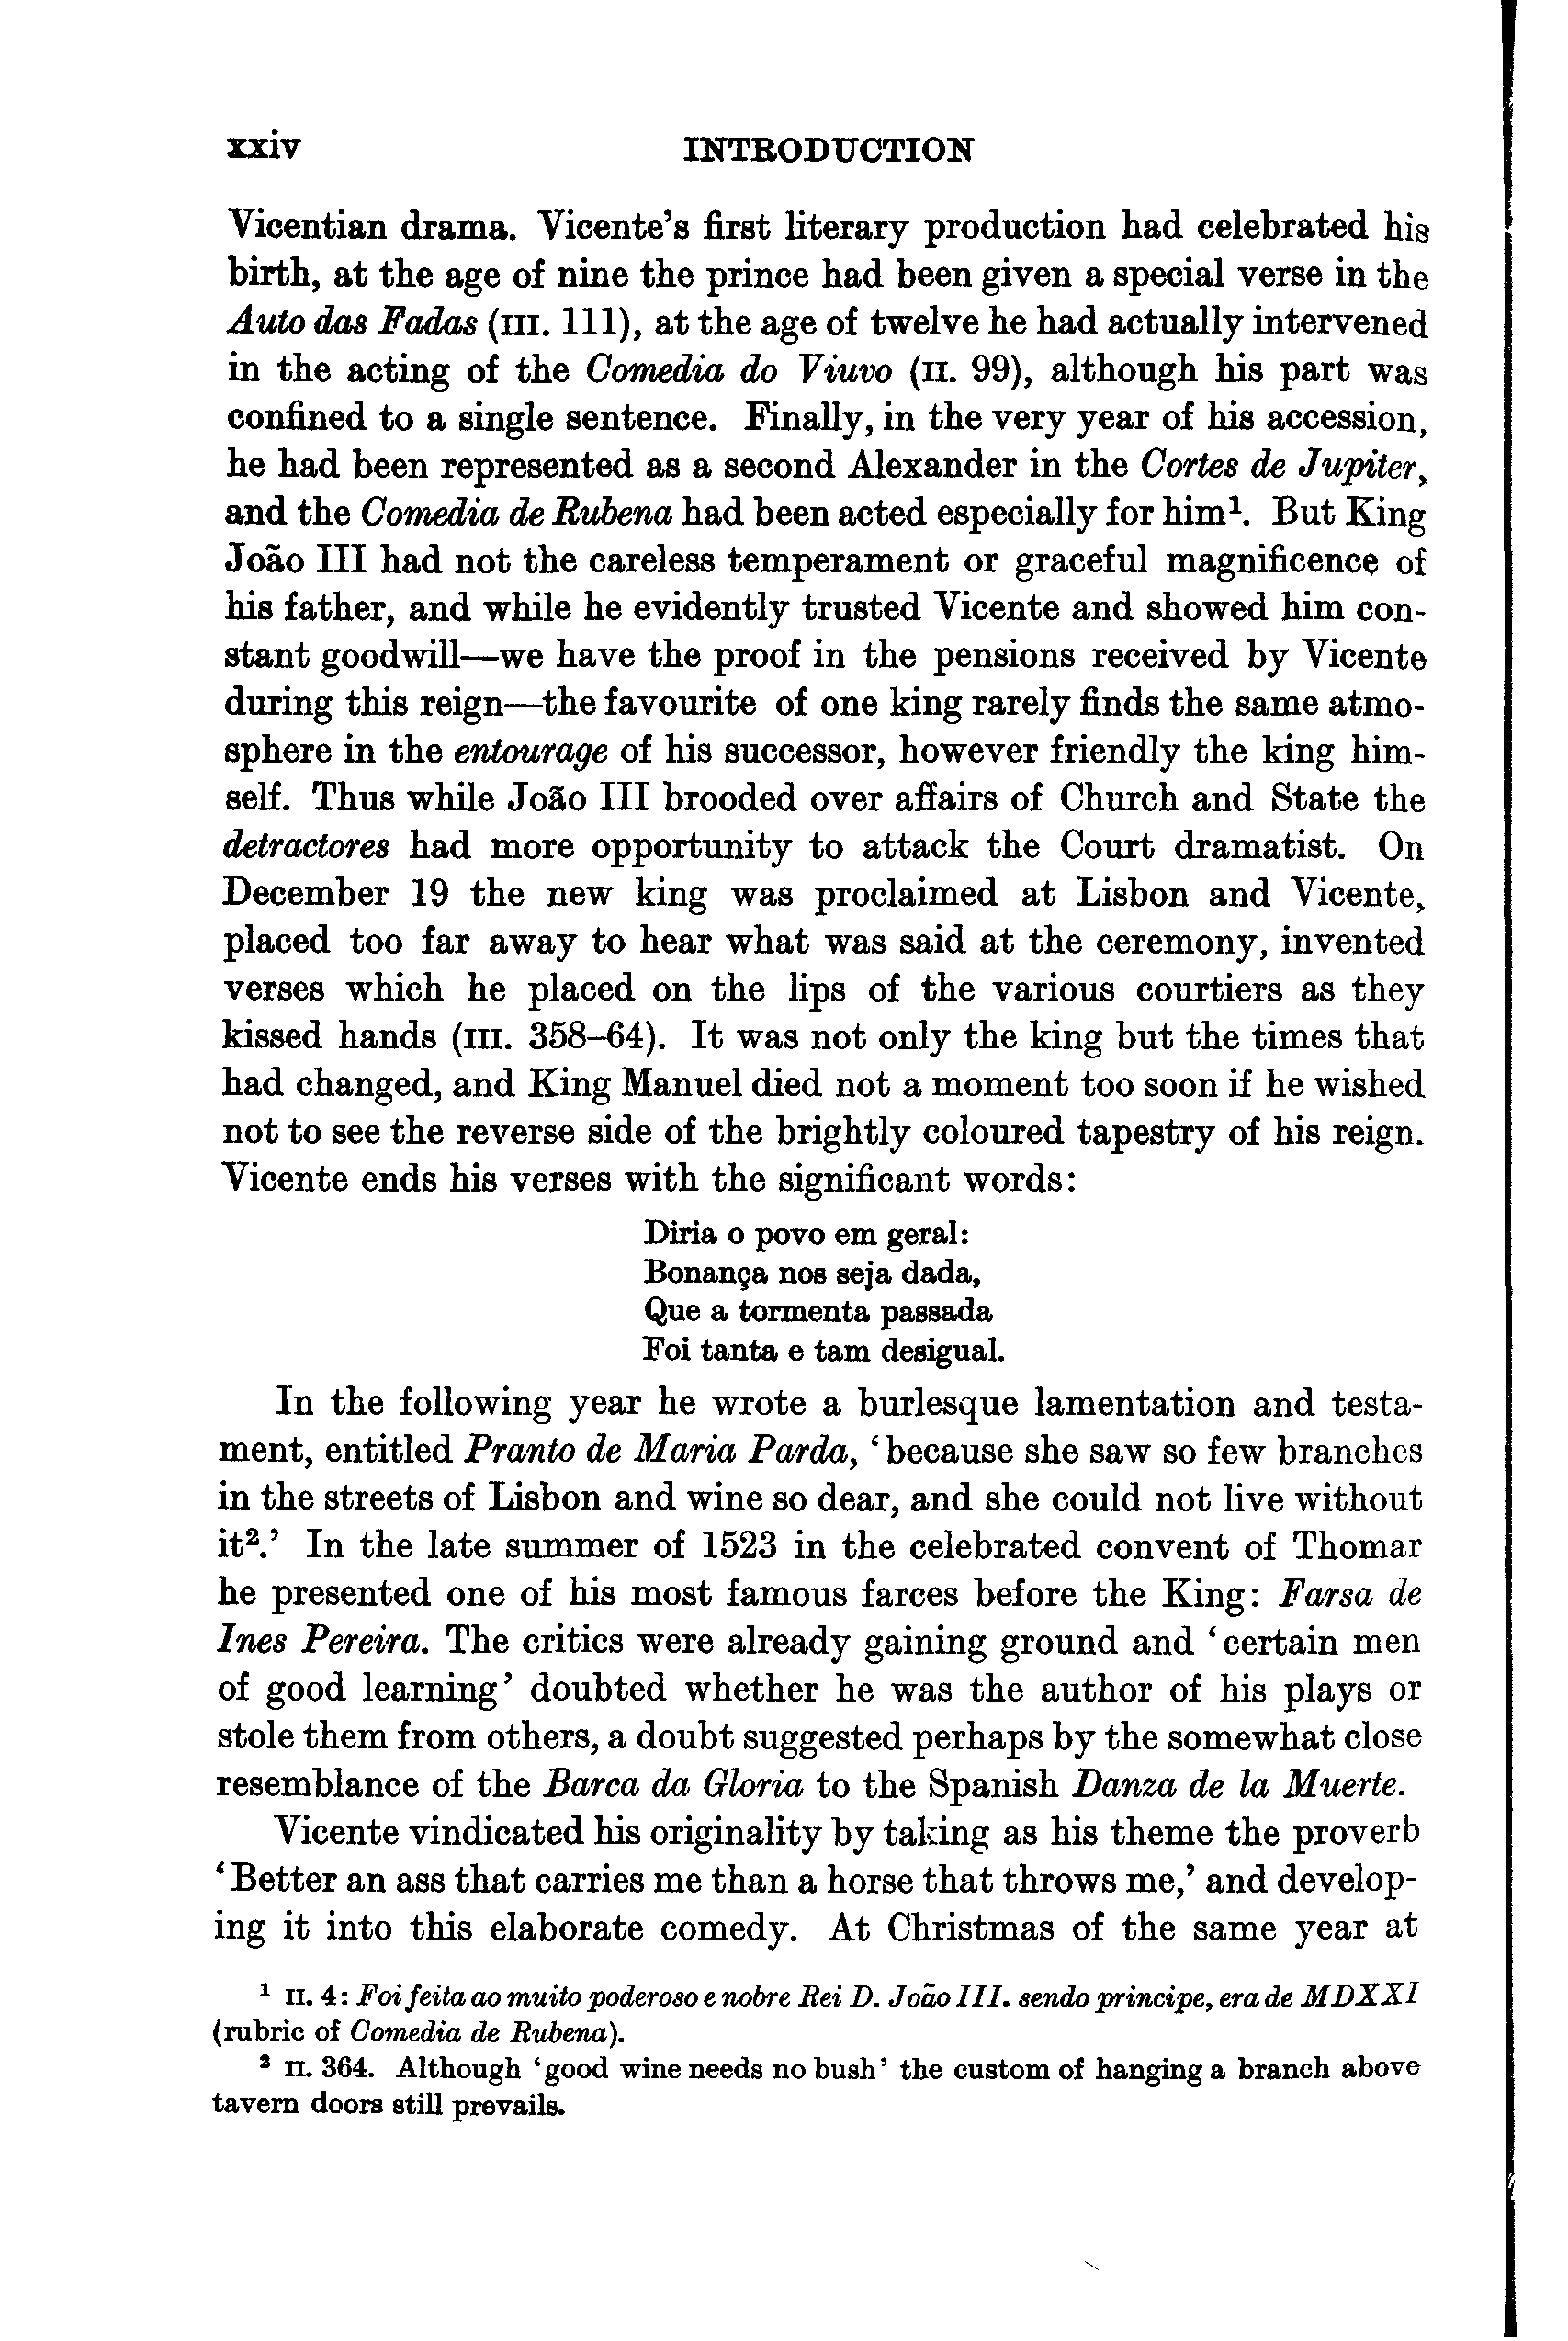 xxiv INTRODUCTION
Vicentian drama. Vicente's first literary production had celebrated his
birth, at the age of nine the prince had been given a special verse in the
Auto das Fadas (III. 111), at the age of twelve he had actually intervened
in the acting of the Comedia do Viuvo (II. 99), although his part was
confined to a single sentence. Finally, in the very year of his accession,
he had been represented as a second Alexander in the Cortes de Jupiter,
and the Comedia de Rubena had been acted especially for him¹. But King
João III had not the careless temperament or graceful magnificence of
his father, and while he evidently trusted Vicente and showed him con-
stant goodwill—we have the proof in the pensions received by Vicente
during this reign—the favourite of one king rarely finds the same atmo-
sphere in the entourage of his successor, however friendly the king him-
self. Thus while João III brooded over affairs of Church and State the
detractores had more opportunity to attack the Court dramatist. On
December 19 the new king was proclaimed at Lisbon and Vicente,
placed too far away to hear what was said at the ceremony, invented
verses which he placed on the lips of the various courtiers as they
kissed hands (III. 358–64). It was not only the king but the times that
had changed, and King Manuel died not a moment too soon if he wished
not to see the reverse side of the brightly coloured tapestry of his reign.
Vicente ends his verses with the significant words:
Diria o povo em geral:
Bonança nos seja dada,
Que a tormenta passada
Foi tanta e tam desigual.
In the following year he wrote a burlesque lamentation and testa-
ment, entitled Pranto de Maria Parda, 'because she saw so few branches
in the streets of Lisbon and wine so dear, and she could not live without
it².' In the late summer of 1523 in the celebrated convent of Thomar
he presented one of his most famous farces before the King: Farsa de
Ines Pereira. The critics were already gaining ground and 'certain men
of good learning' doubted whether he was the author of his plays or
stole them from others, a doubt suggested perhaps by the somewhat close
resemblance of the Barca da Gloria to the Spanish Danza de la Muerte.
Vicente vindicated his originality by taking as his theme the proverb
'Better an ass that carries me than a horse that throws me,' and develop-
ing it into this elaborate comedy. At Christmas of the same year at
¹ II. 4: Foi feita ao muito poderoso e nobre Rei D. João III. sendo principe, era de MDXXI
(rubric of Comedia de Rubena).
² II. 364. Although 'good wine needs no bush' the custom of hanging a branch above
tavern doors still prevails.